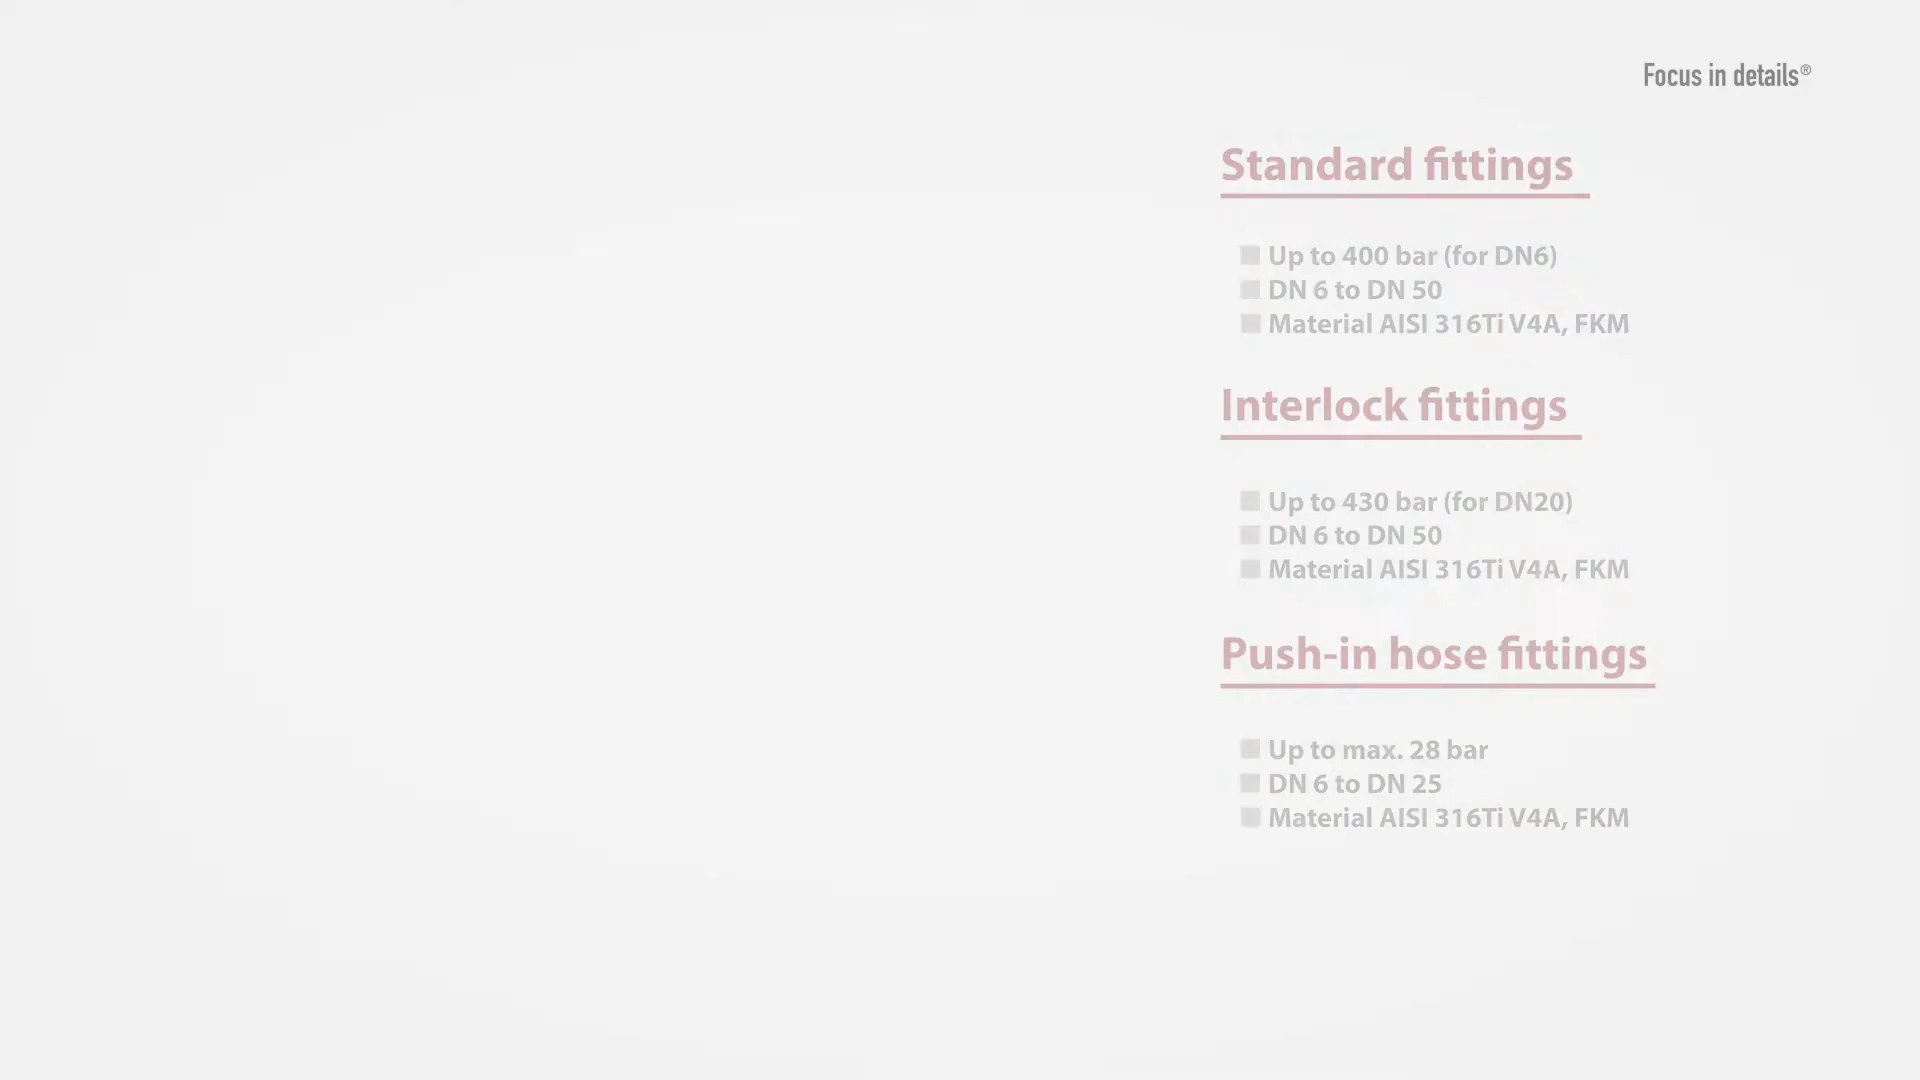 Focus in details®
Standard fittings
Up to 400 bar (for DN6)
DN 6 to DN 50
Material AISI 316Ti V4A, FKM
Interlock fittings
Up to 430 bar (for DN20)
DN 6 to DN 50
Material AISI 316Ti V4A, FKM
Push-in hose fittings
Up to max. 28 bar
DN 6 to DN 25
Material AISI 316Ti V4A, FKM